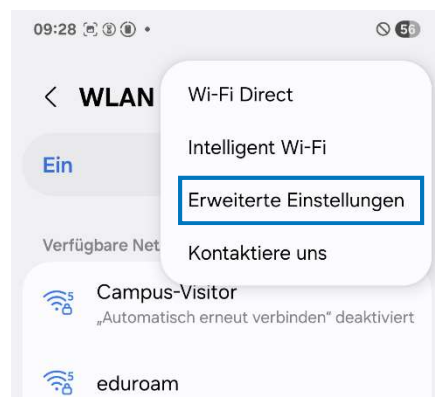 09:28
56
WLAN
Wi-Fi Direct
Intelligent Wi-Fi
Ein
Erweiterte Einstellungen
Verfügbare Net
Kontaktiere uns
Campus-Visitor
„Automatisch erneut verbinden“ deaktiviert
eduroam